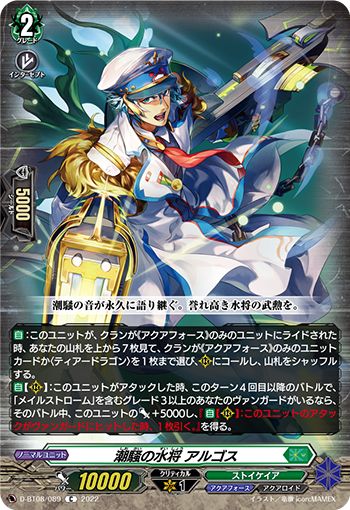 2
グレード
インターセプト
5000
シールド
潮騒の音が永久に語り継ぐ。誉れ高き水将の武勲を。
自:このユニットが、クランが《アクアフォース》のみのユニットにライドされた
時、あなたの山札を上から7枚見て、クランが《アクアフォース》のみのユニット
カードか《ティアードラゴン》を1枚まで選び、Ⓡにコールし、山札をシャッフル
する。
自【Ⓡ】:このユニットがアタックした時、このターン4回目以降のバトルで、
「メイルストローム」を含むグレード3以上のあなたのヴァンガードがいるなら、
そのバトル中、このユニットの+5000し、『自【Ⓡ】:このユニットのアタッ
クがヴァンガードにヒットした時、1枚引く。』を得る。
ノーマルユニット
潮騒の水将 アルゴス
パワー 10000
クリティカル
1
ストイケイア
アクアフォース
アクアロイド
D-BT08/089 C 2022
イラスト/竜徹 icon:MAMEX